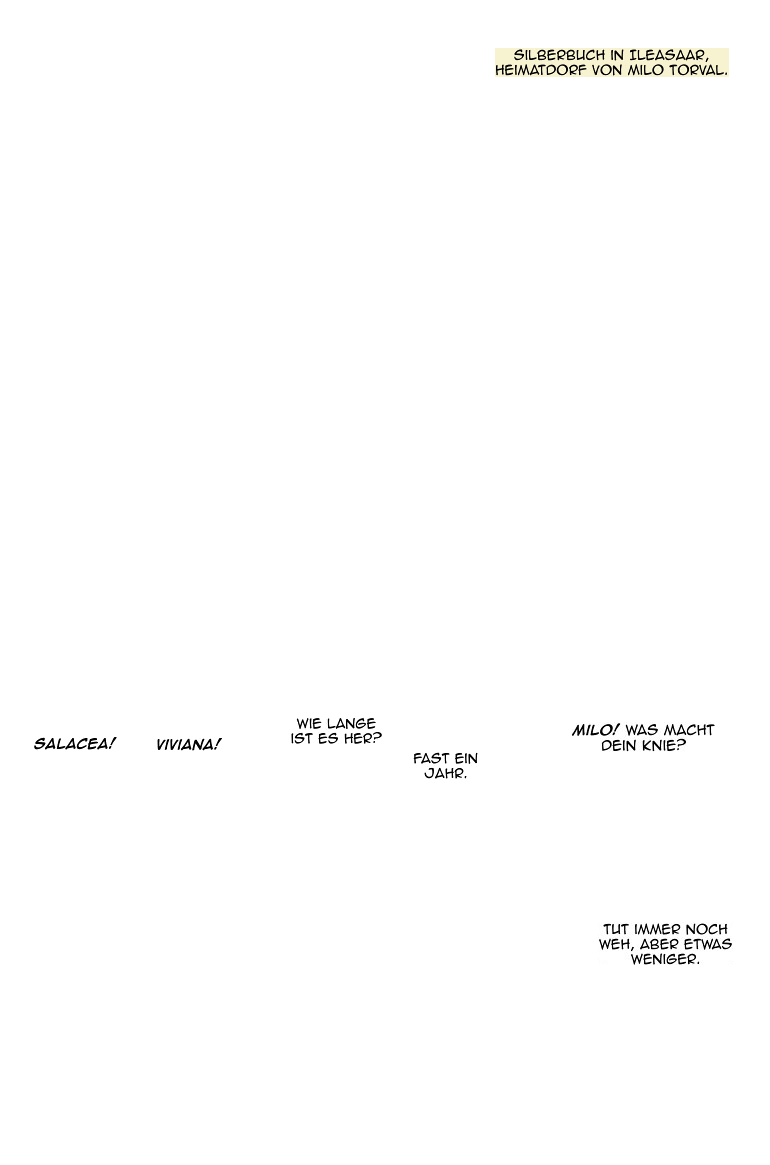 SILBERBUCH IN ILEASAAR,
HEIMATDORF VON MILO TORVAL.
SALACEA!
VIVIANA!
WIE LANGE
IST ES HER?
FAST EIN
JAHR.
MILO! WAS MACHT
DEIN KNIE?
TUT IMMER NOCH
WEH, ABER ETWAS
WENIGER.